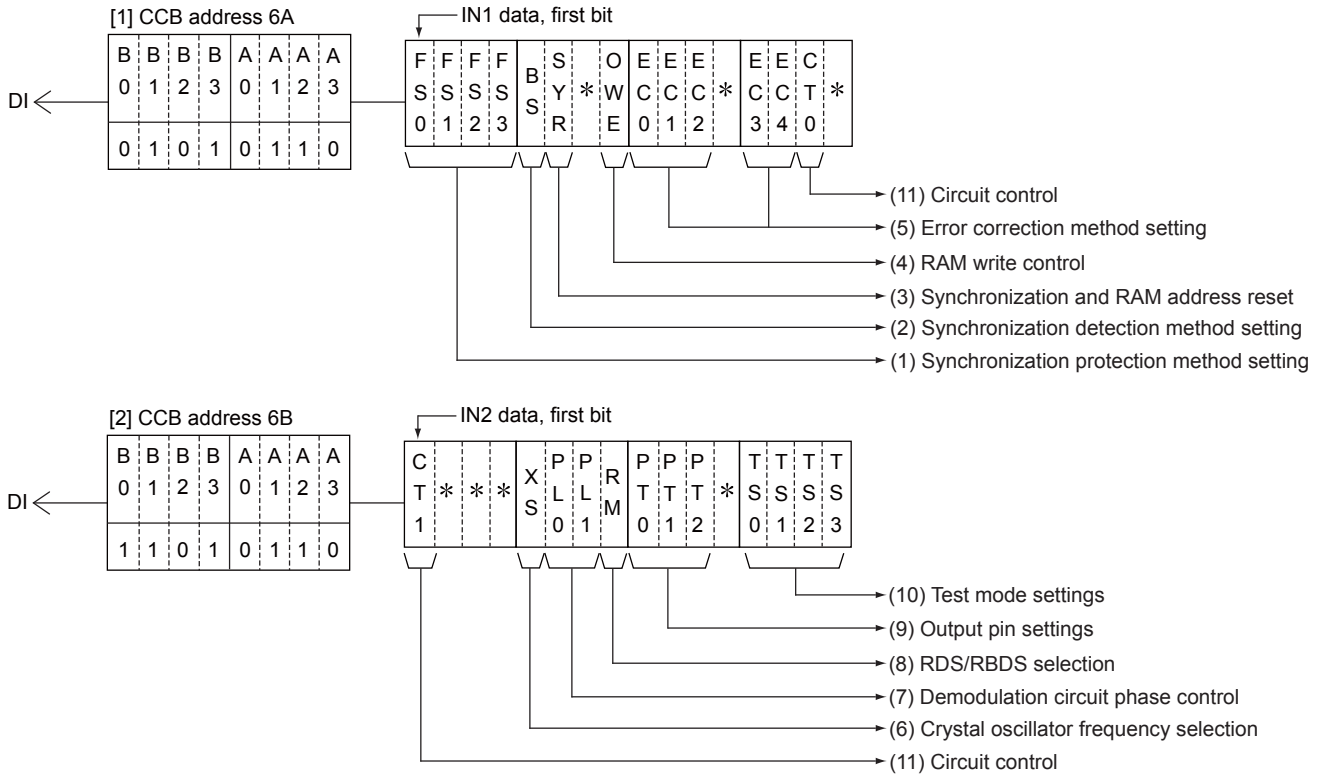 [1] CCB address 6A
IN1 data, first bit
B0 B1 B2 B3 A0 A1 A2 A3
FS0 FS1 FS2 FS3 BS SYR * OWE EC0 EC1 EC2 * EC3 EC4 CT0 *
DI
0 1 0 1 0 1 1 0
(11) Circuit control
(5) Error correction method setting
(4) RAM write control
(3) Synchronization and RAM address reset
(2) Synchronization detection method setting
(1) Synchronization protection method setting
[2] CCB address 6B
IN2 data, first bit
B0 B1 B2 B3 A0 A1 A2 A3
CT1 * * * XS PL0 PL1 RM PT0 PT1 PT2 * TS0 TS1 TS2 TS3
DI
1 1 0 1 0 1 1 0
(10) Test mode settings
(9) Output pin settings
(8) RDS/RBDS selection
(7) Demodulation circuit phase control
(6) Crystal oscillator frequency selection
(11) Circuit control